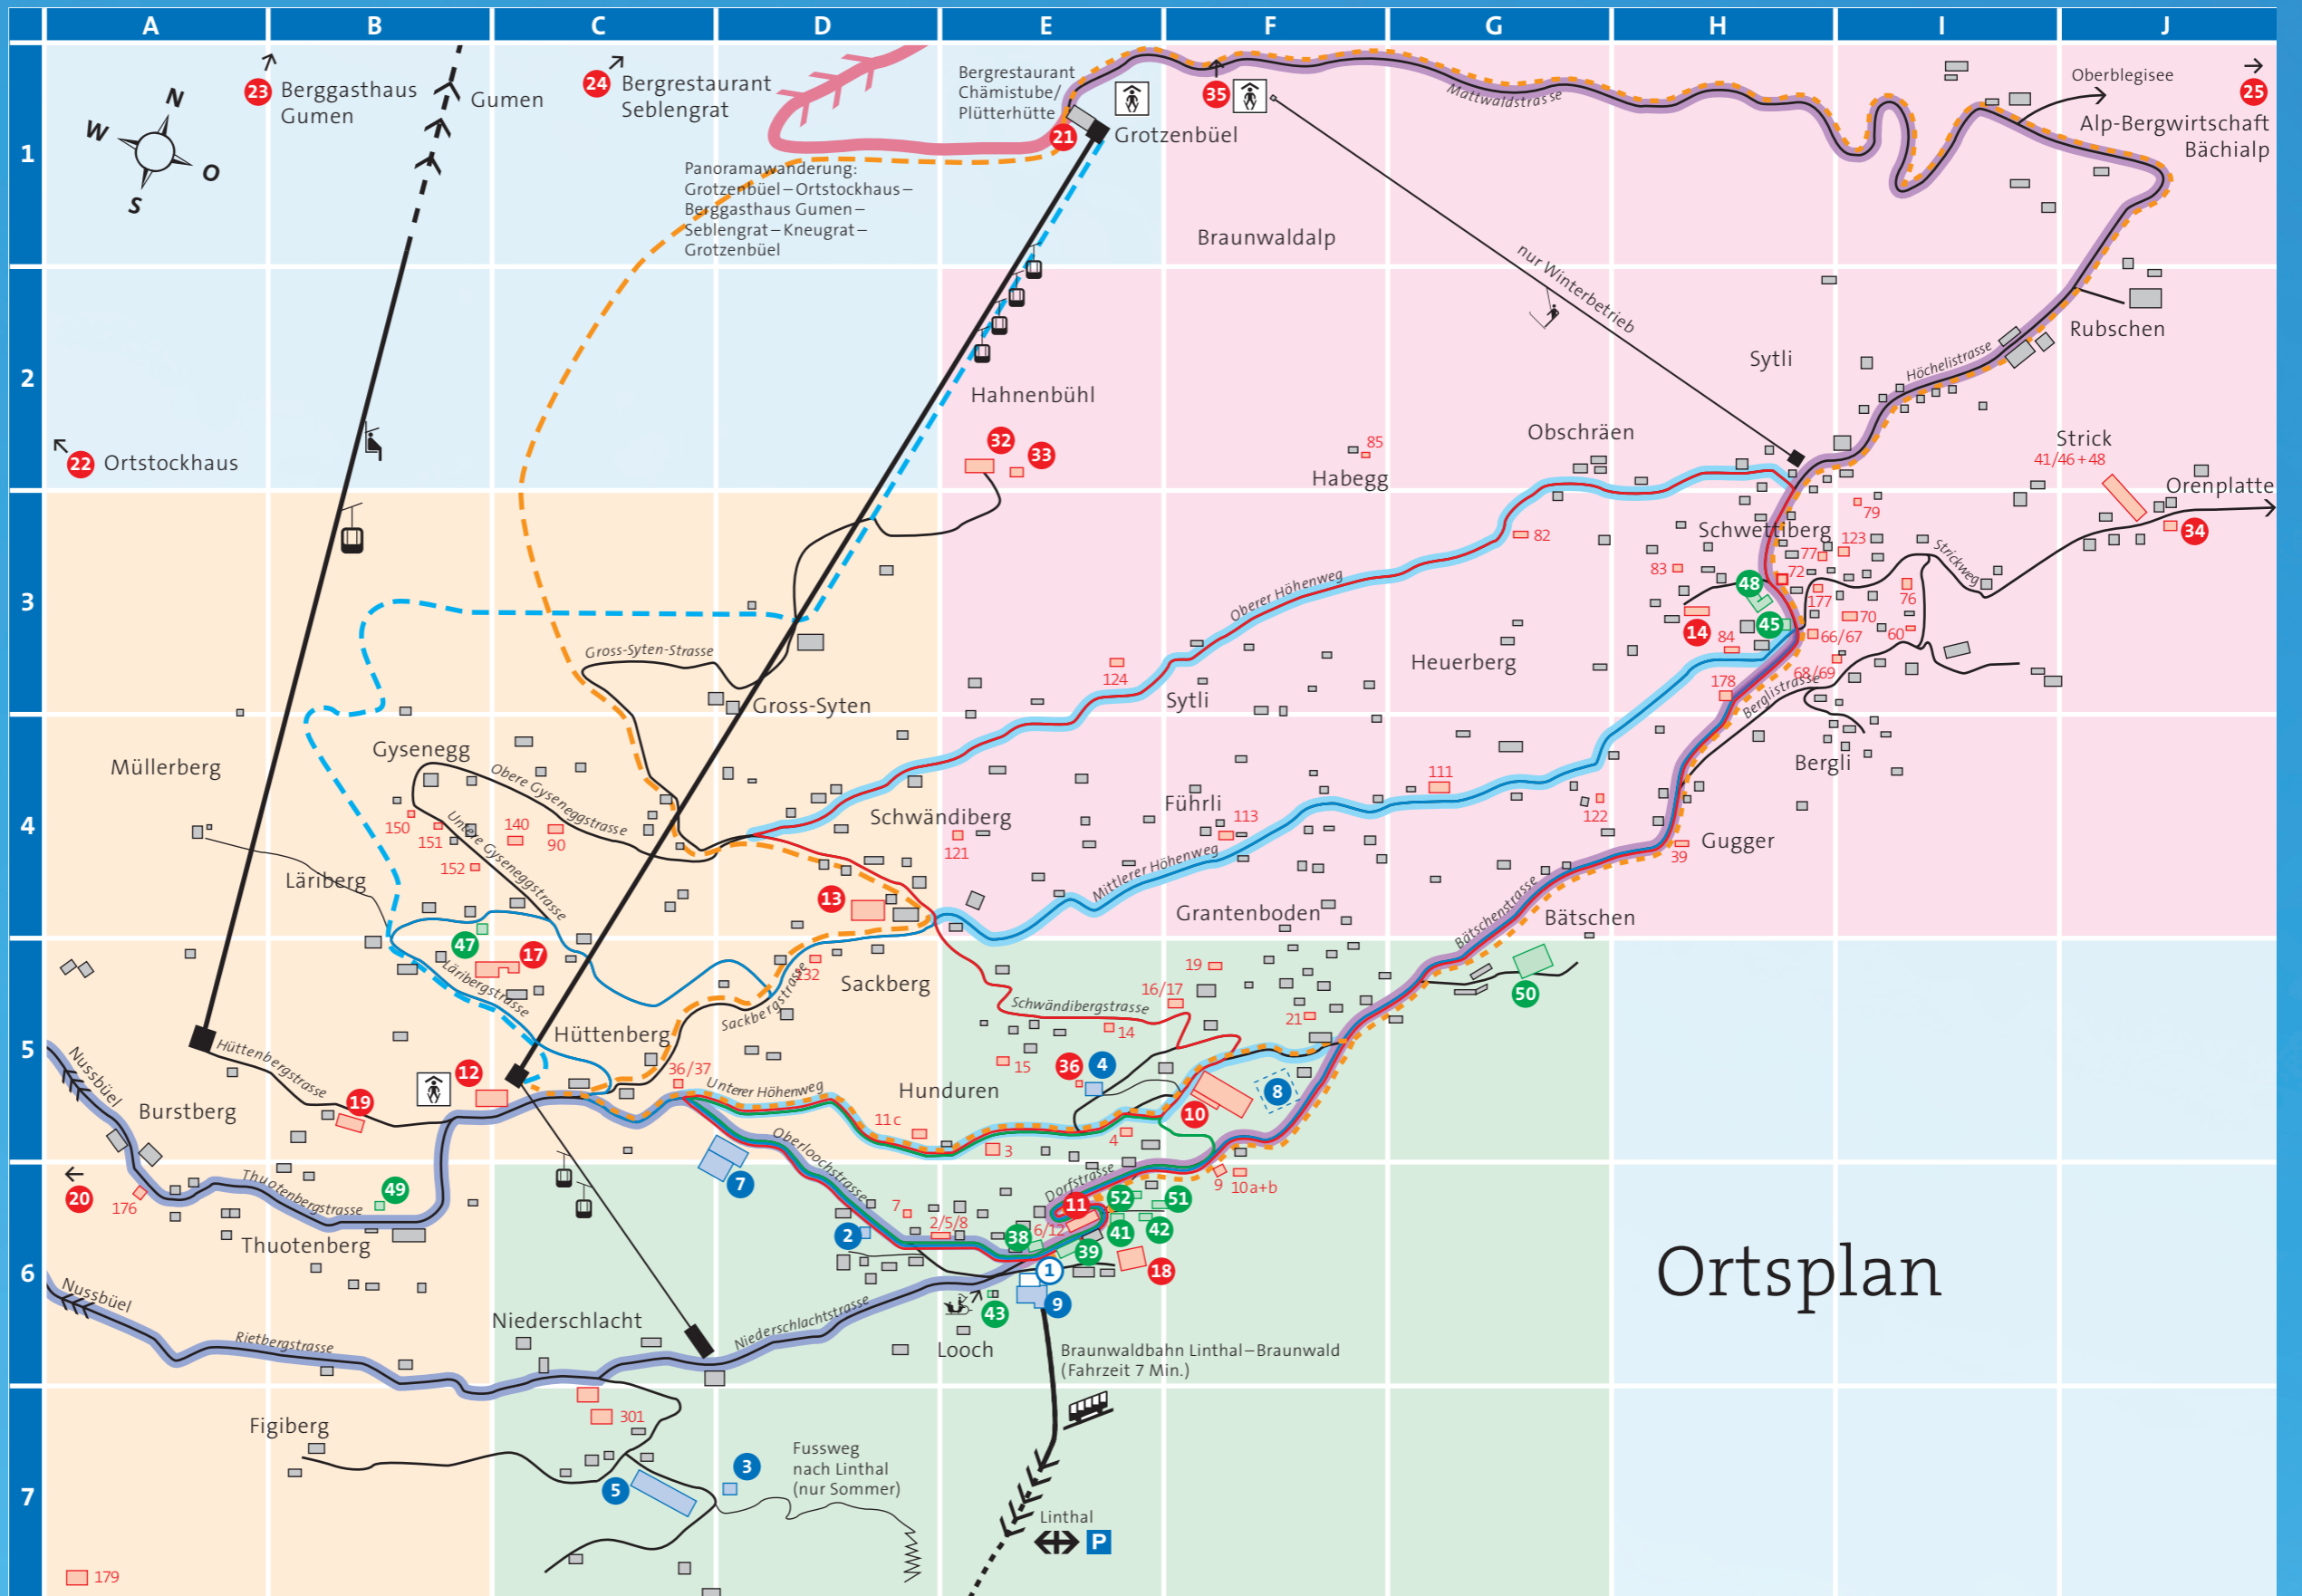 A B C D E F G H I J
1
2
3
4
5
6
7
N
W
O
S
23 Berggasthaus
Gumen
Gumen
24 Bergrestaurant
Seblengrat
Bergrestaurant
Chämistube/
Plütterhütte
21
Grotzenbüel
35
Mattwaldstrasse
Oberblegisee
25
Alp-Bergwirtschaft
Bächialp
Panoramawanderung:
Grotzenbüel – Ortstockhaus –
Berggasthaus Gumen –
Seblengrat – Kneugrat –
Grotzenbüel
Braunwaldalp
nur Winterbetrieb
Rubschen
Sytli
Höchelistrasse
Hahnenbühl
32
33
22 Ortstockhaus
85
Habegg
Obschräen
Strick
41/46 + 48
Orenplatte
34
79
Schwettiberg
82
83
77
123
72
48
177
76
70
60
Strickweg
14
45
84
66/67
68/69
178
Berglistrasse
Bergli
Oberer Höhenweg
Heuerberg
124
Sytli
Gross-Syten-Strasse
Gross-Syten
Müllerberg
Gysenegg
Obere Gyseneggstrasse
Untere Gyseneggstrasse
150
151
152
140
90
Schwändiberg
121
Führli
113
111
122
39
Gugger
Mittlerer Höhenweg
Läriberg
13
Grantenboden
Bätschenstrasse
Bätschen
47
17
Läribergstrasse
132
Sackberg
Sackbergstrasse
19
16/17
Schwändibergstrasse
14
21
50
Hüttenberg
Nussbüel
Hüttenbergstrasse
12
36/37
15
36
4
Unterer Höhenweg
Hunduren
8
10
Burstberg
19
11 c
3
4
Oberloochstrasse
7
20
176
Thuotenbergstrasse
49
Thuotenberg
Dorfstrasse
9
10 a+b
7
2/5/8
2
11
52
51
6/12
38
41
42
39
1
18
9
43
Ortsplan
Nussbüel
Niederschlacht
Niederschlachtstrasse
Rietbergstrasse
Looch
Braunwaldbahn Linthal – Braunwald
(Fahrzeit 7 Min.)
301
Figiberg
5
3
Fussweg
nach Linthal
(nur Sommer)
Linthal
P
179